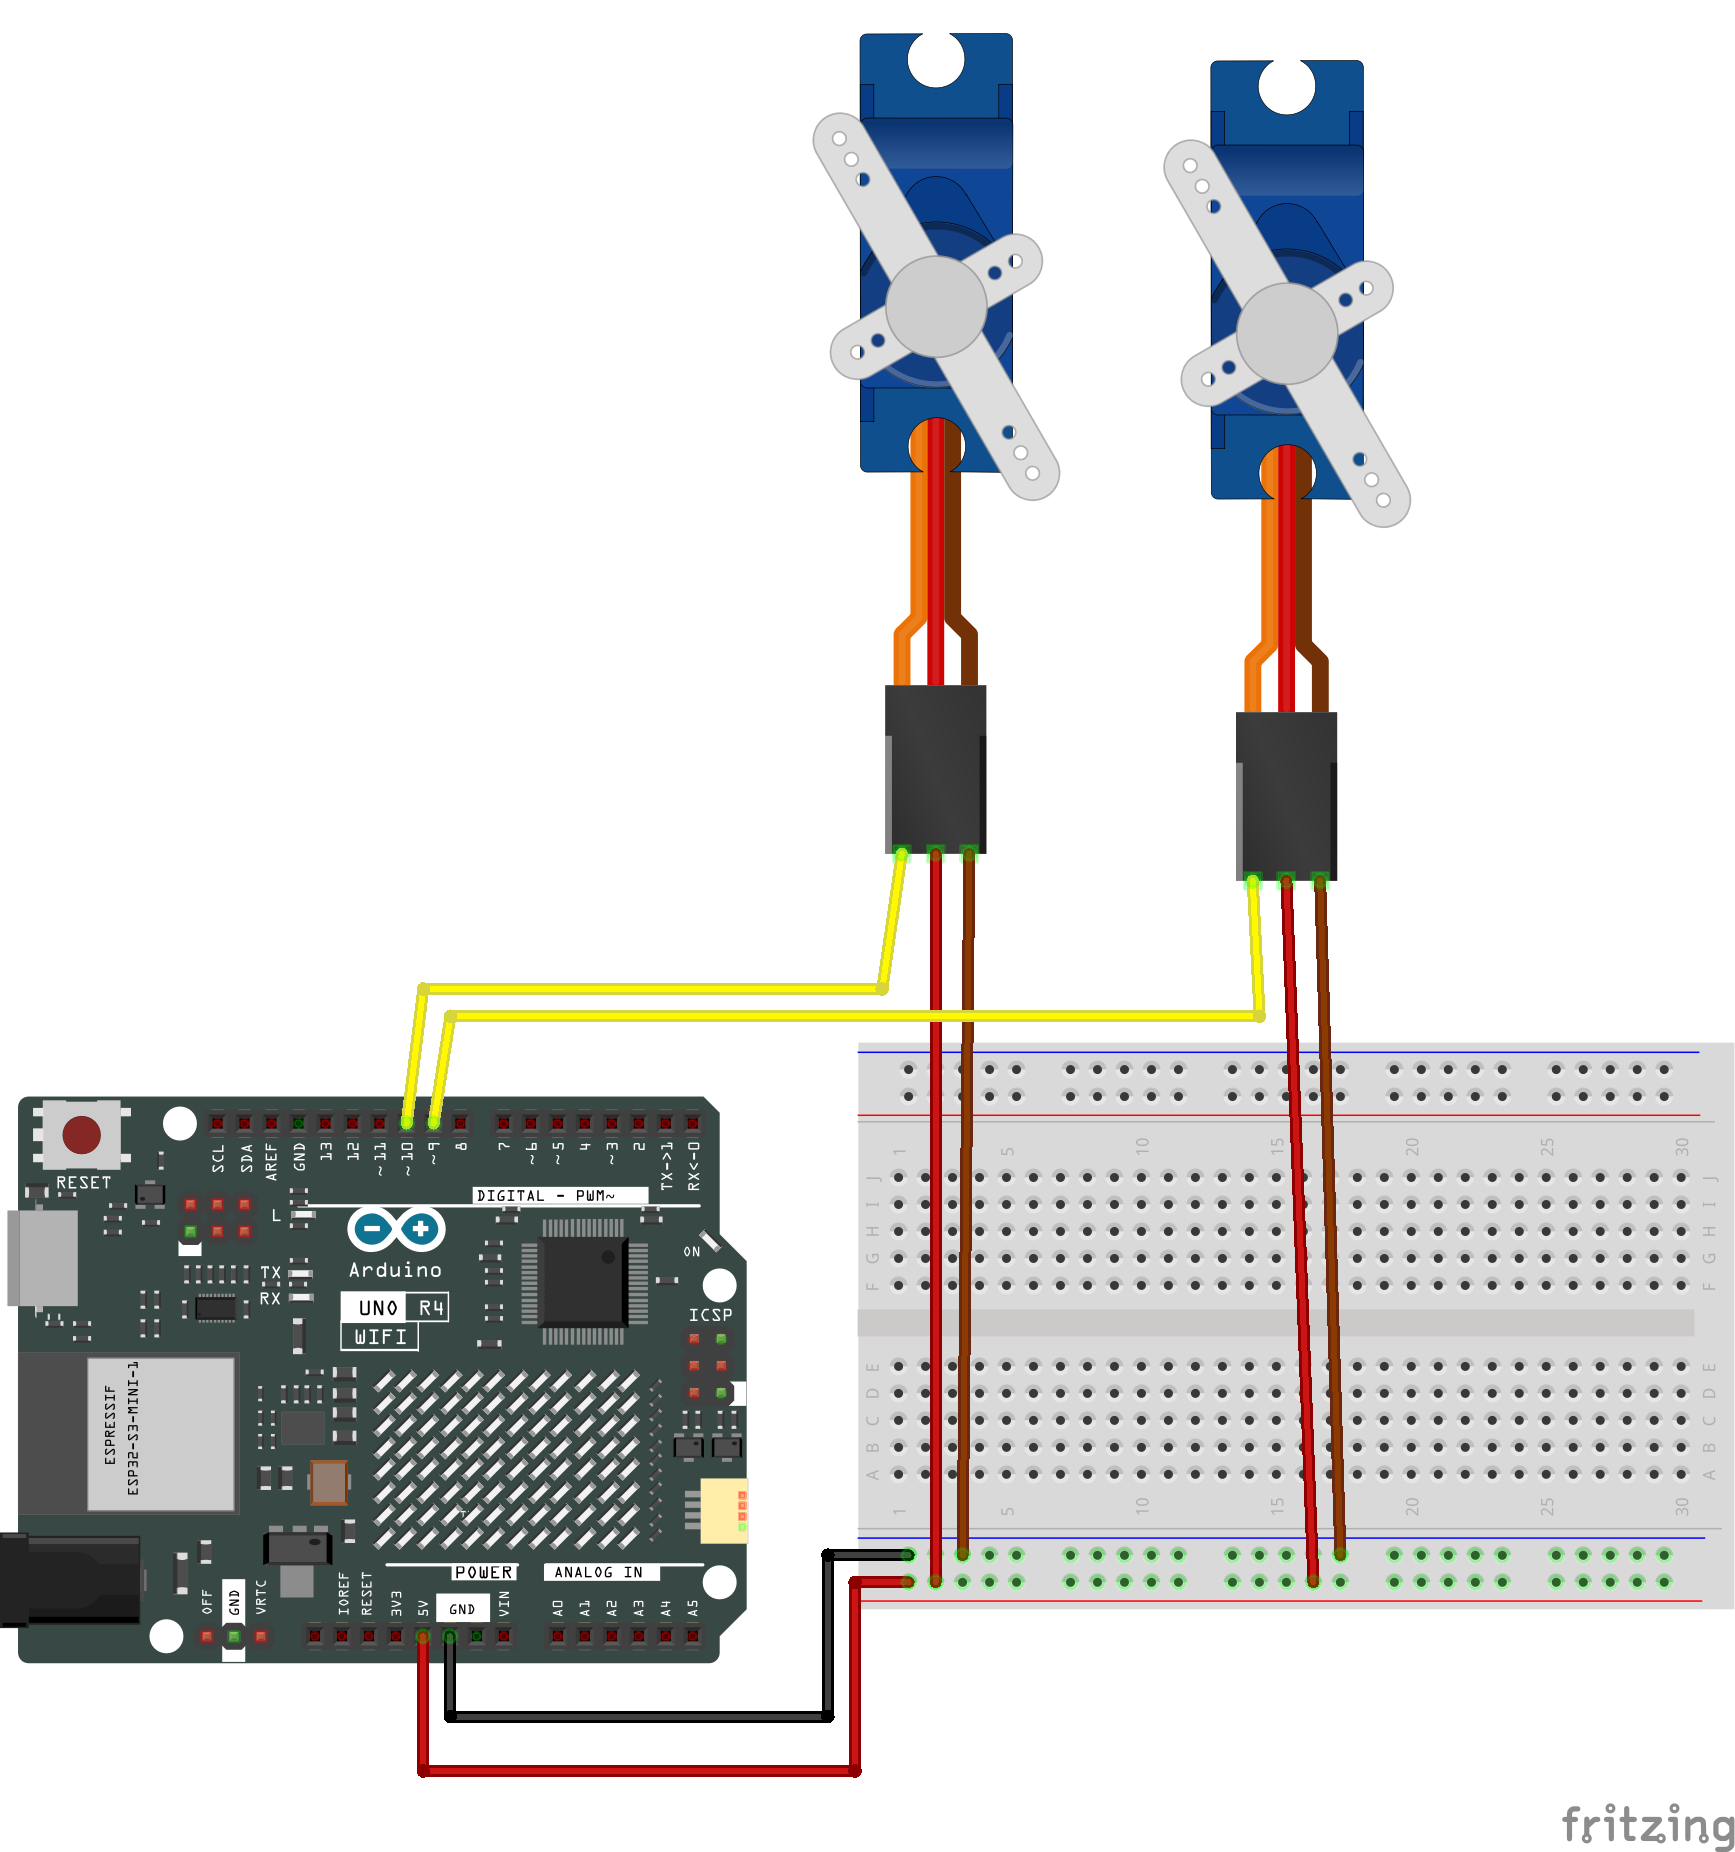 RESET
SCL
SDA
AREF
GND
13
12
~11
~10
~9
8
7
~6
~5
4
~3
2
TX->1
RX<-0
DIGITAL - PWM~
L
TX
RX
Arduino
UNO R4
WIFI
ON
ICSP
ESPRESSIF
ESP32-S3-MINI-1
OFF
GND
VRTC
POWER
ANALOG IN
IOREF
RESET
3V3
5V
GND
VIN
A0
A1
A2
A3
A4
A5
1 5 10 15 20 25 30
J J
I I
H H
G G
F F
E E
D D
C C
B B
A A
1 5 10 15 20 25 30
fritzing